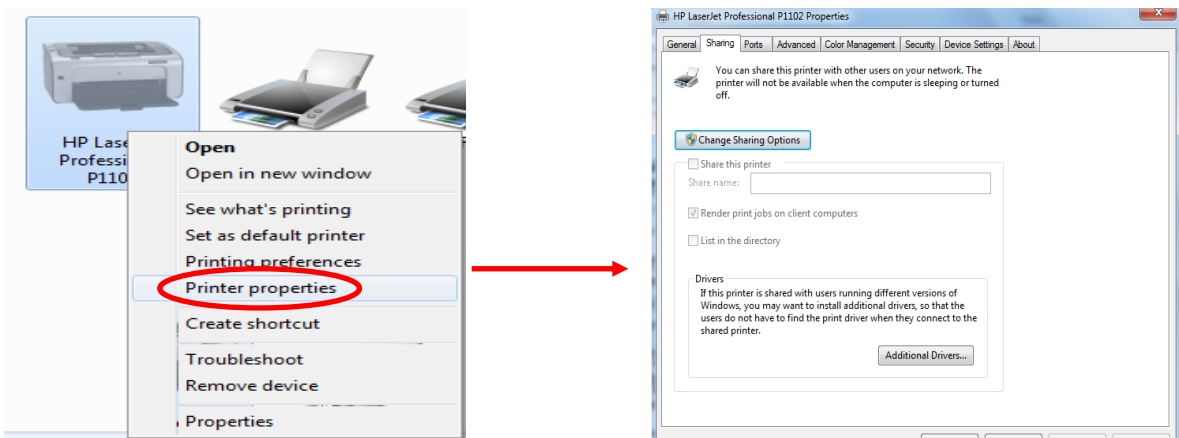 HP Lase
Professi
P110
Open
Open in new window
See what's printing
Set as default printer
Printing preferences
Printer properties
Create shortcut
Troubleshoot
Remove device
Properties
HP LaserJet Professional P1102 Properties
General Sharing Ports Advanced Color Management Security Device Settings About
You can share this printer with other users on your network. The
printer will not be available when the computer is sleeping or turned
off.
Change Sharing Options
Share this printer
Share name:
Render print jobs on client computers
List in the directory
Drivers
If this printer is shared with users running different versions of
Windows, you may want to install additional drivers, so that the
users do not have to find the print driver when they connect to the
shared printer.
Additional Drivers...